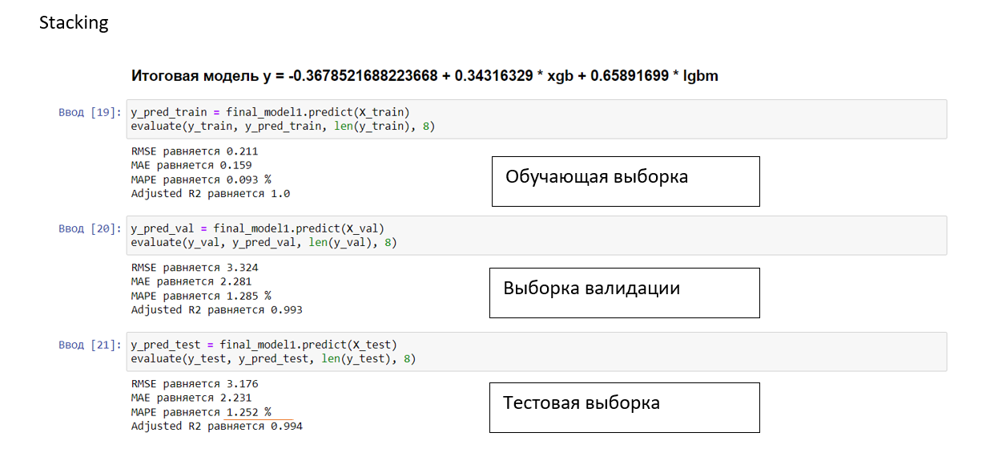 Stacking
Итоговая модель y = -0.3678521688223668 + 0.34316329 * xgb + 0.65891699 * lgbm
Ввод [19]: y_pred_train = final_model1.predict(X_train)
evaluate(y_train, y_pred_train, len(y_train), 8)
RMSE равняется 0.211
MAE равняется 0.159
MAPE равняется 0.093 %
Adjusted R2 равняется 1.0
Обучающая выборка
Ввод [20]: y_pred_val = final_model1.predict(X_val)
evaluate(y_val, y_pred_val, len(y_val), 8)
RMSE равняется 3.324
MAE равняется 2.281
MAPE равняется 1.285 %
Adjusted R2 равняется 0.993
Выборка валидации
Ввод [21]: y_pred_test = final_model1.predict(X_test)
evaluate(y_test, y_pred_test, len(y_test), 8)
RMSE равняется 3.176
MAE равняется 2.231
MAPE равняется 1.252 %
Adjusted R2 равняется 0.994
Тестовая выборка